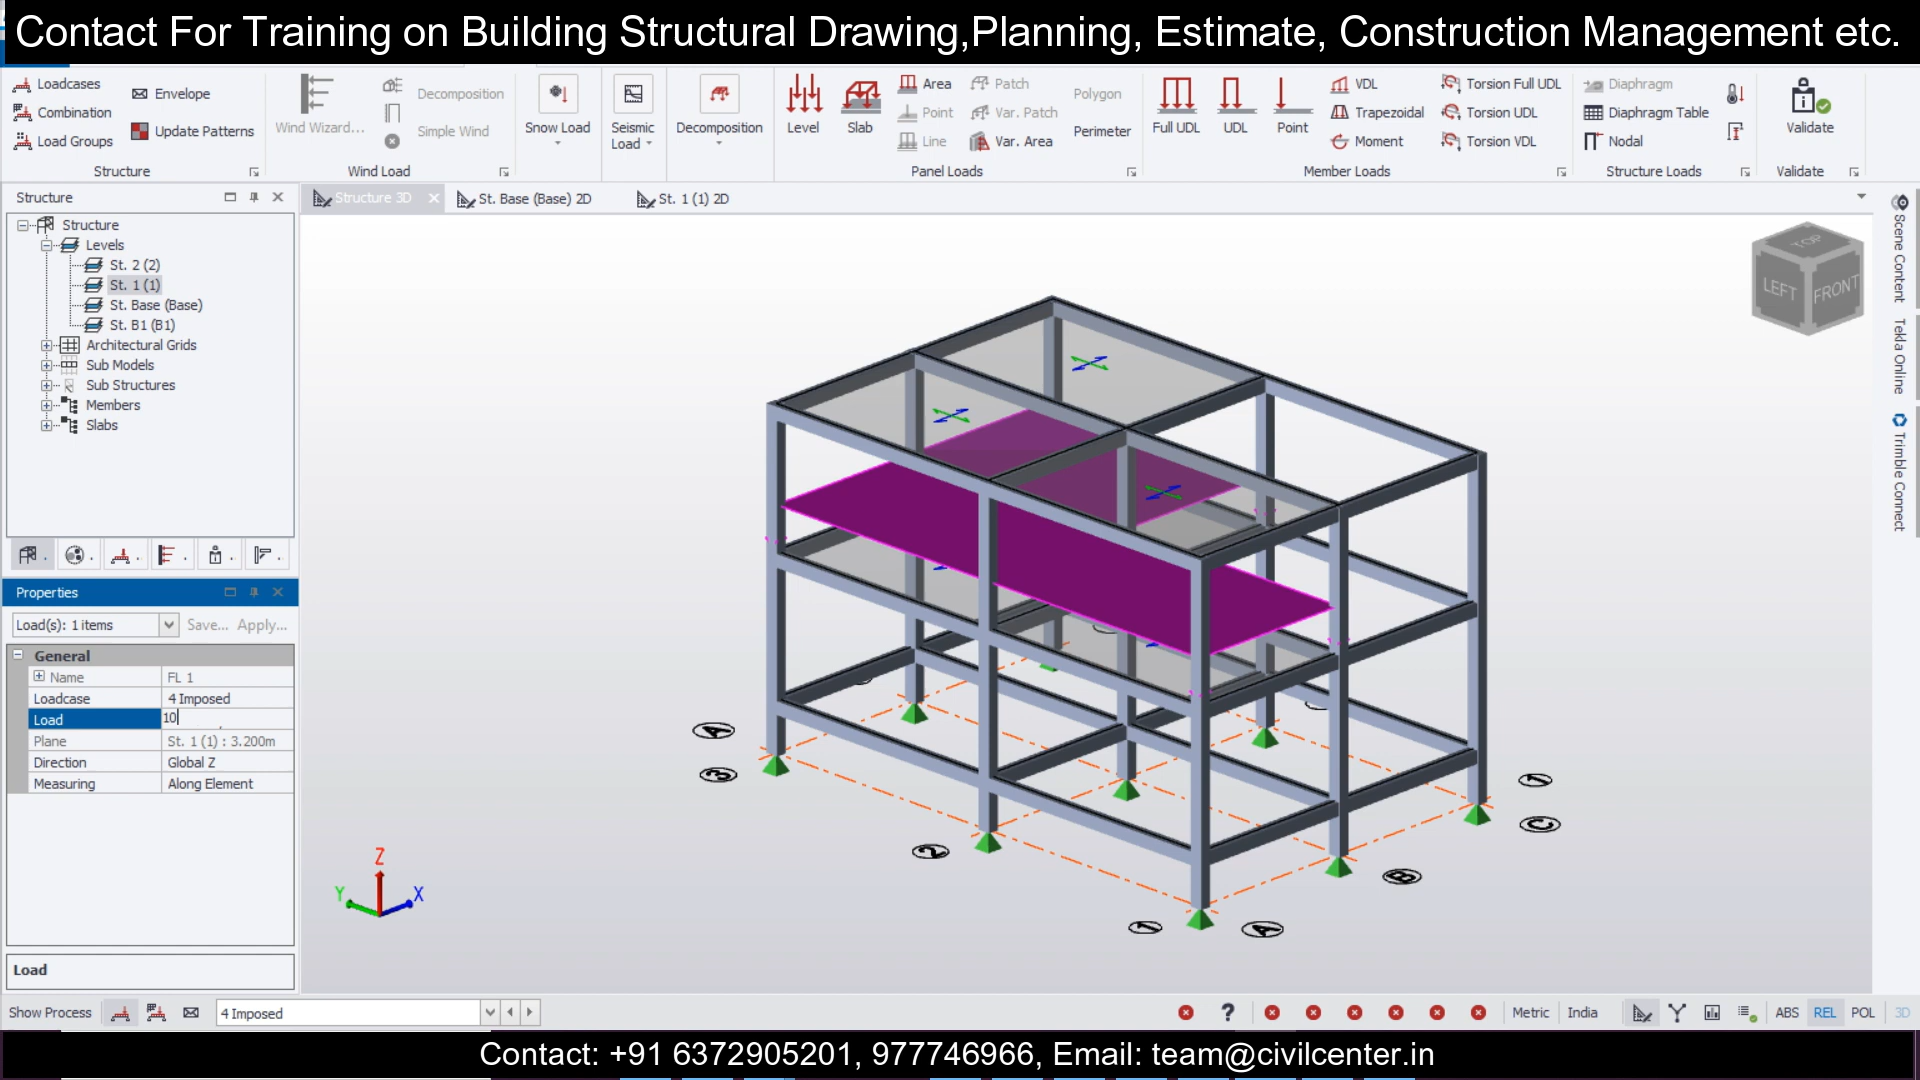 Contact For Training on Building Structural Drawing,Planning, Estimate, Construction Management etc.
Loadcases
Combination
Load Groups
Envelope
Update Patterns
Structure
Wind Wizard...
Decomposition
Simple Wind
Wind Load
Snow Load
Seismic
Load
Decomposition
Level
Slab
Area
Point
Line
Patch
Var. Patch
Var. Area
Polygon
Perimeter
Panel Loads
Full UDL
UDL
Point
VDL
Trapezoidal
Moment
Torsion Full UDL
Torsion UDL
Torsion VDL
Member Loads
Diaphragm
Diaphragm Table
Nodal
Structure Loads
Validate
Validate
Structure
Structure 3D
St. Base (Base) 2D
St. 1 (1) 2D
Structure
Levels
St. 2 (2)
St. 1 (1)
St. Base (Base)
St. B1 (B1)
Architectural Grids
Sub Models
Sub Structures
Members
Slabs
Properties
Load(s): 1 items
Save...
Apply...
General
Name FL 1
Loadcase 4 Imposed
Load 10
Plane St. 1 (1) : 3.200m
Direction Global Z
Measuring Along Element
Load
TOP
LEFT
FRONT
Scene Content
Tekla Online
Trimble Connect
A
3
2
1
A
B
C
1
Z
Y
X
Show Process
4 Imposed
Metric
India
ABS
REL
POL
3D
Contact: +91 6372905201, 977746966, Email: team@civilcenter.in